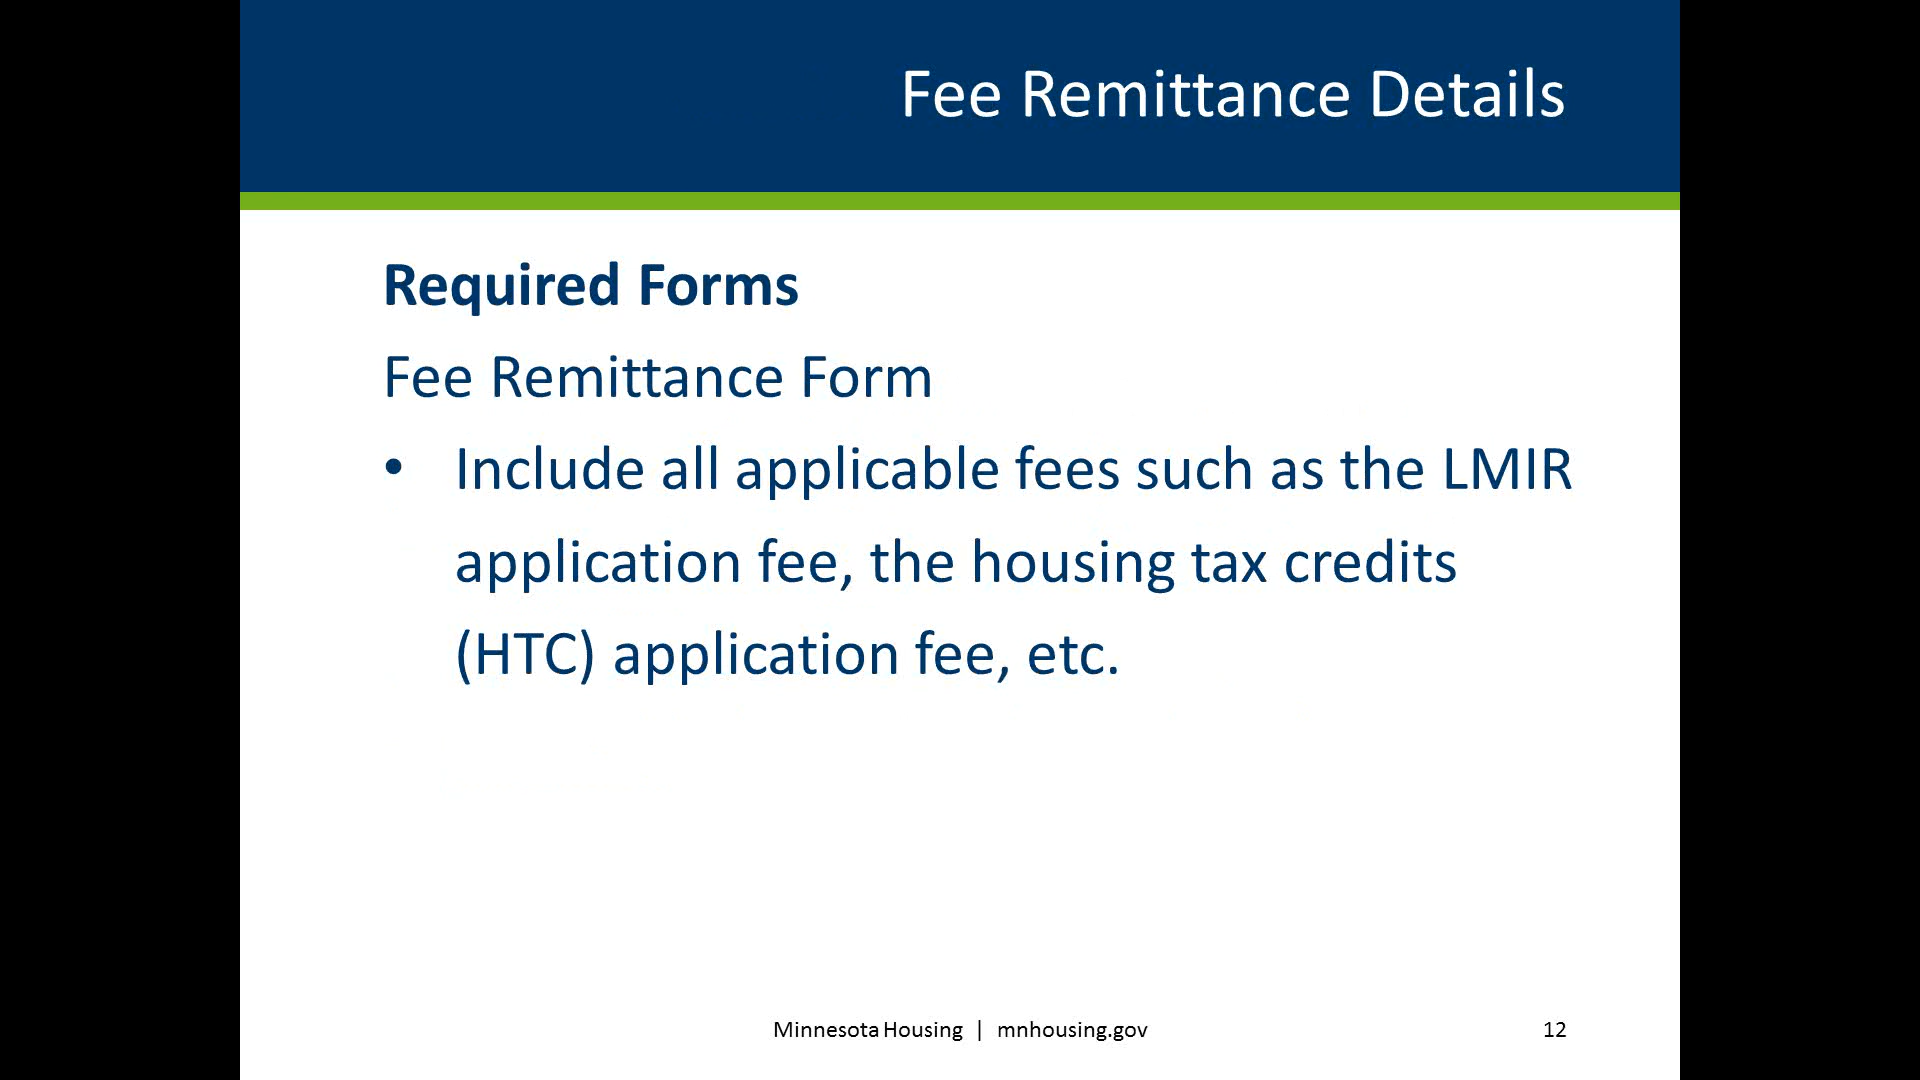 Fee Remittance Details
Required Forms
Fee Remittance Form
• Include all applicable fees such as the LMIR
application fee, the housing tax credits
(HTC) application fee, etc.
Minnesota Housing | mnhousing.gov
12